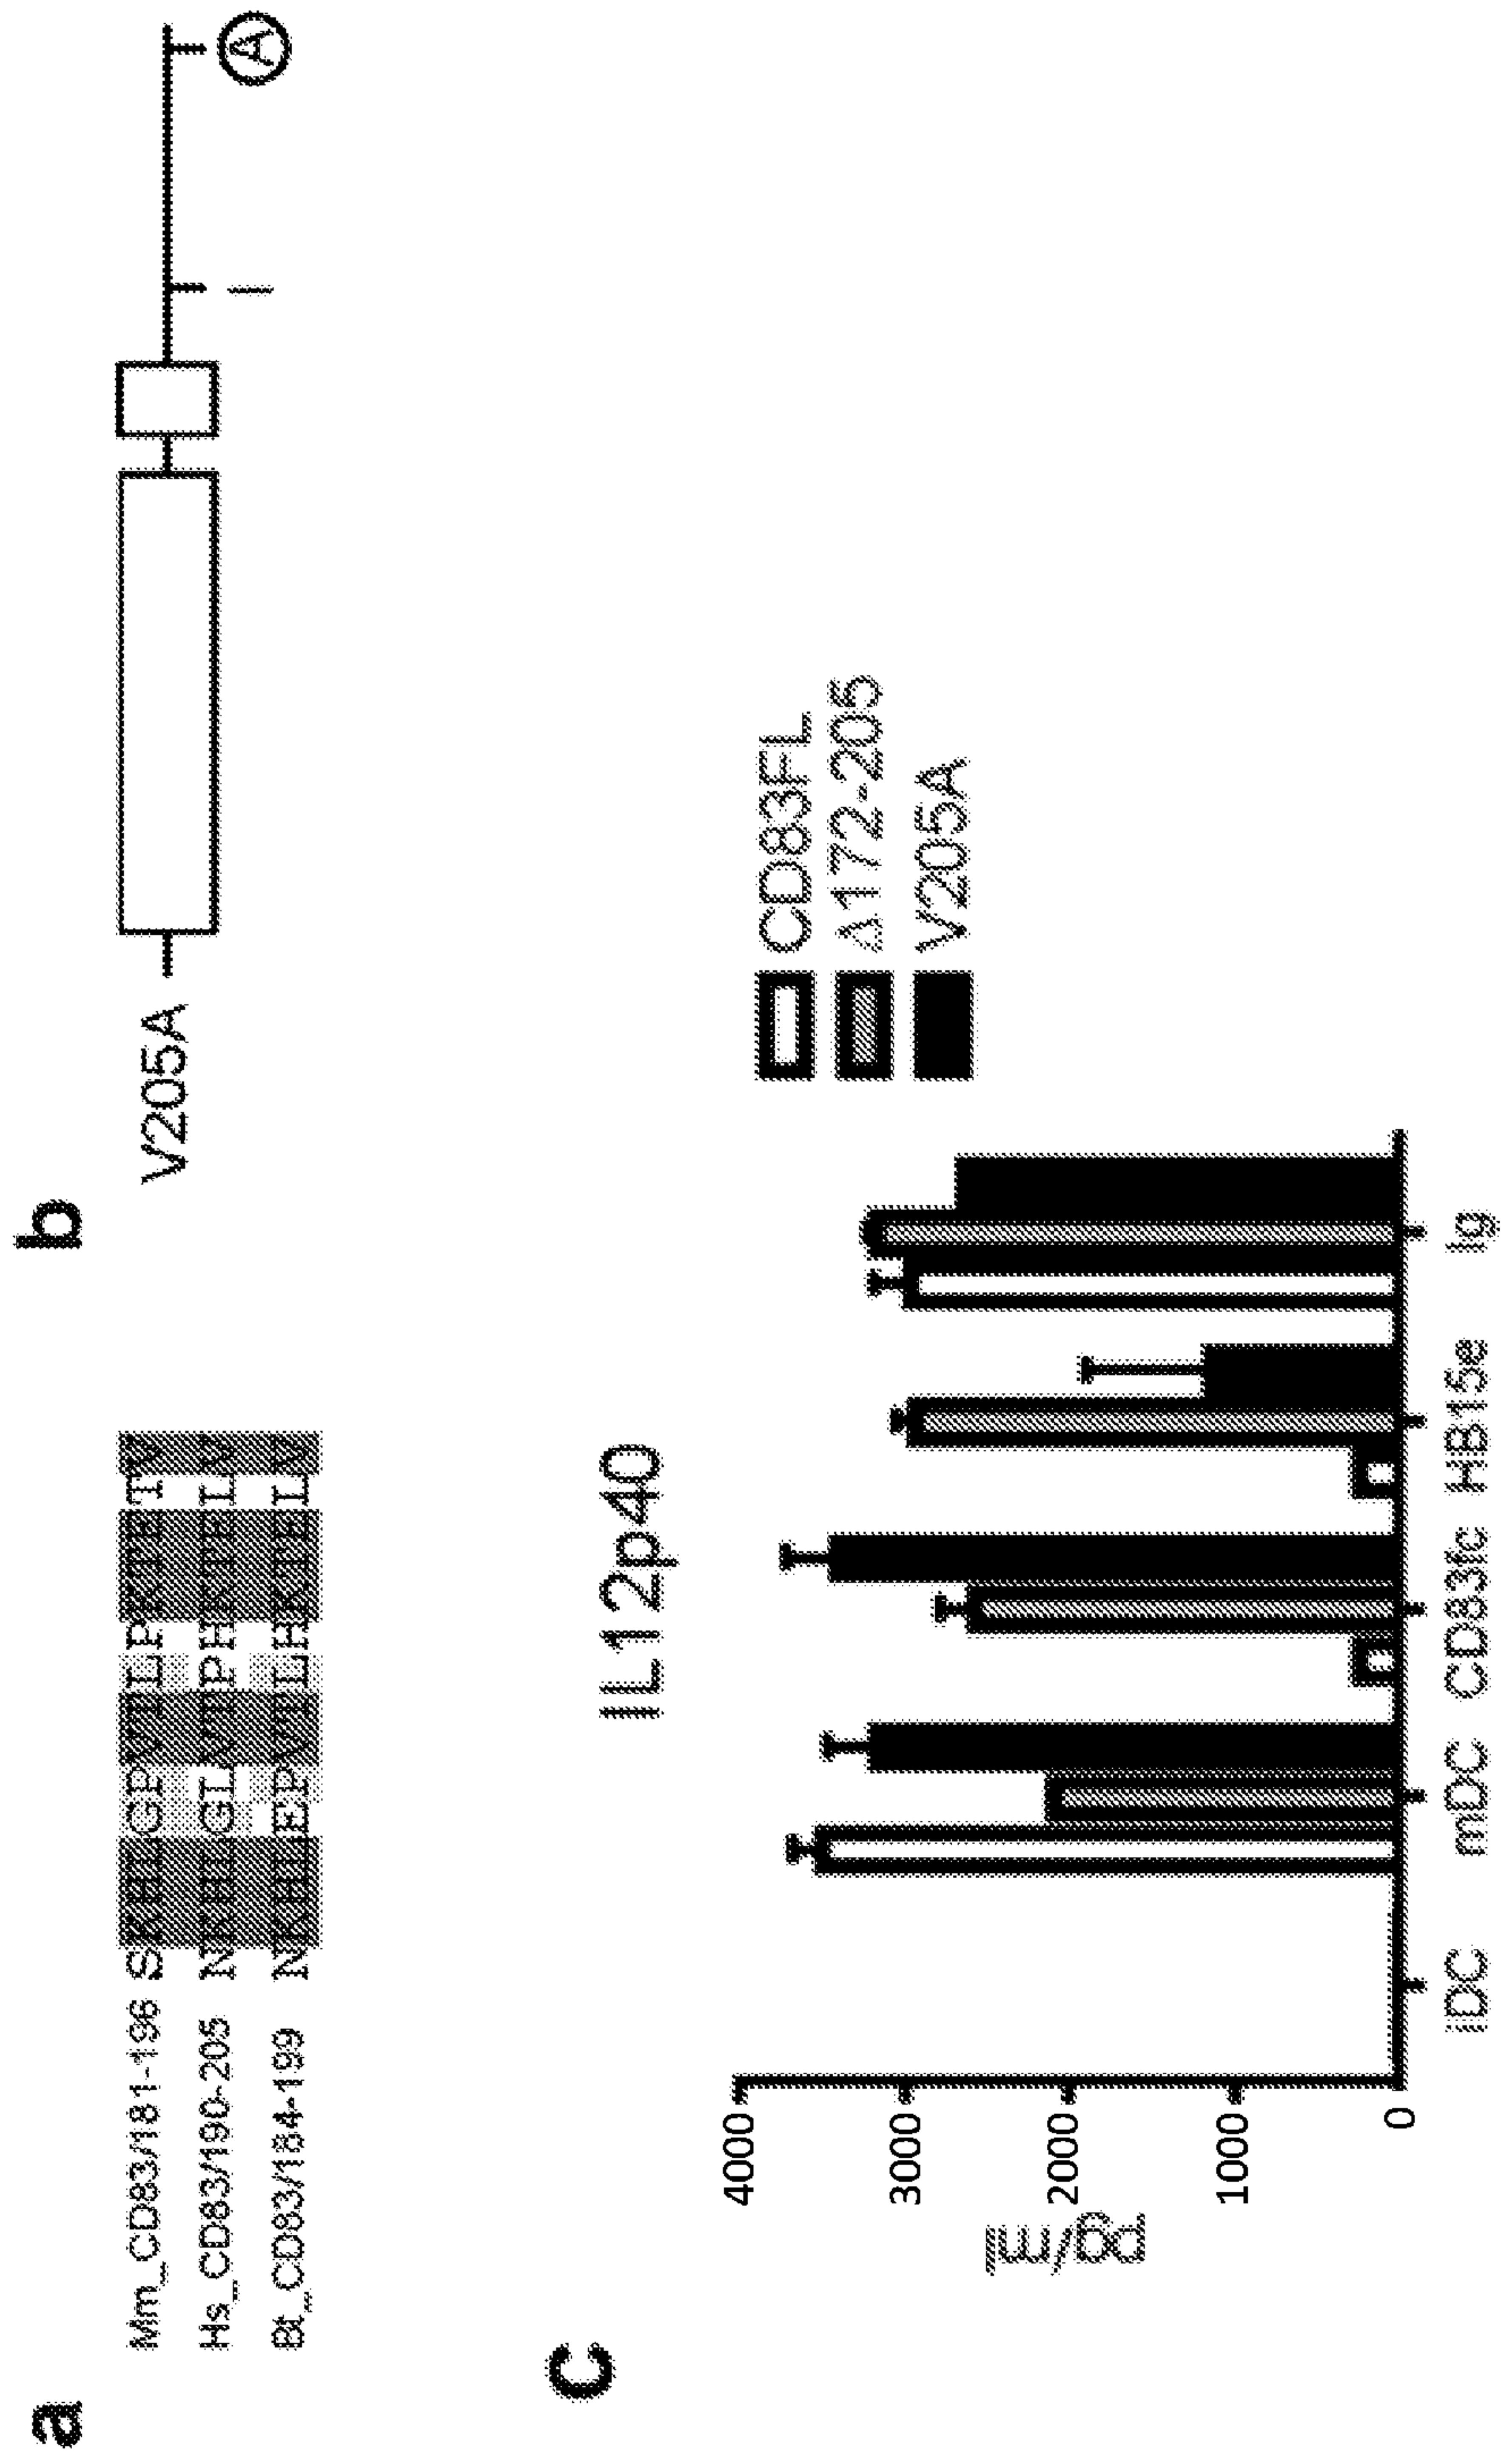 a
Mm_CD83/181-196 SKHLGPVILPKTETV
Hs_CD83/190-205
Bt_CD83/184-199
b
V205A
I
A
c
IL12p40
pg/ml
4000
3000
2000
1000
0
iDC mDC CD83fc HB15e Ig
CD83FL
Δ172-205
V205A